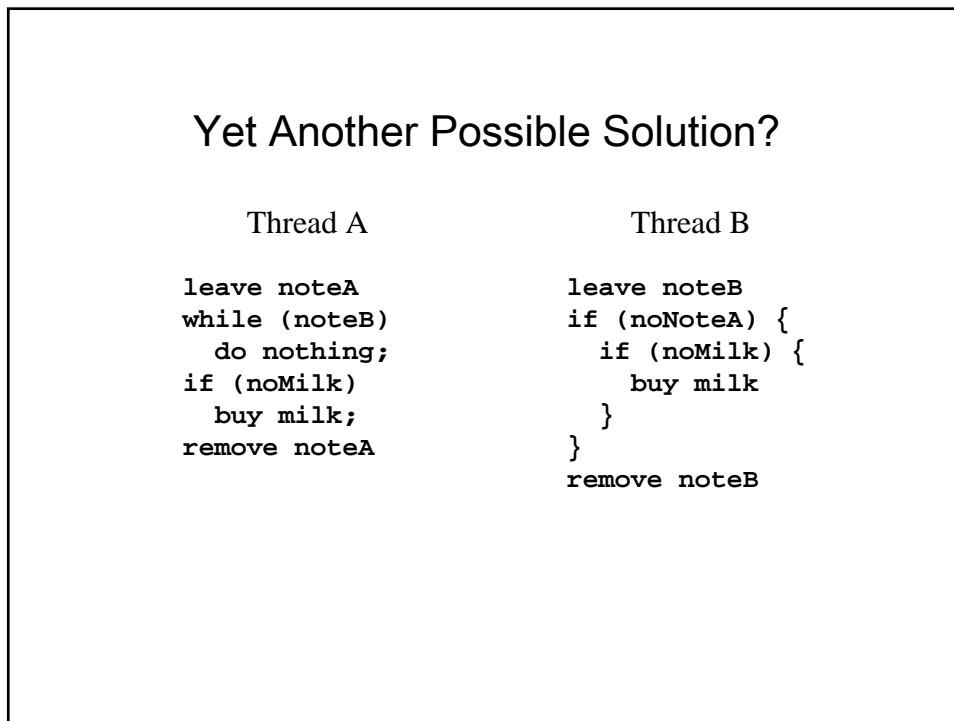 Yet Another Possible Solution?
Thread A
leave noteA
while (noteB)
  do nothing;
if (noMilk)
  buy milk;
remove noteA
Thread B
leave noteB
if (noNoteA) {
  if (noMilk) {
    buy milk
  }
}
remove noteB